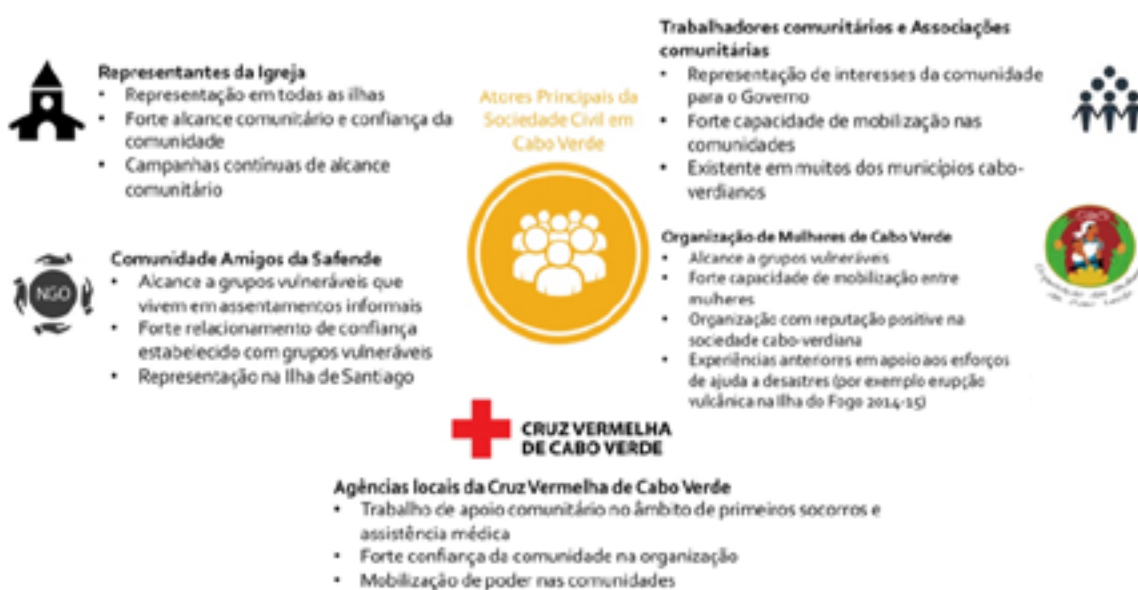 Representantes da Igreja
• Representação em todas as ilhas
• Forte alcance comunitário e confiança da
comunidade
• Campanhas contínuas de alcance
comunitário
Atores Principais da
Sociedade Civil em
Cabo Verde
Trabalhadores comunitários e Associações
comunitárias
• Representação de interesses da comunidade
para o Governo
• Forte capacidade de mobilização nas
comunidades
• Existente em muitos dos municípios cabo-
verdianos
NGO
Comunidade Amigos da Safende
• Alcance a grupos vulneráveis que
vivem em assentamentos informais
• Forte relacionamento de confiança
estabelecido com grupos vulneráveis
• Representação na Ilha de Santiago
Organização de Mulheres de Cabo Verde
• Alcance a grupos vulneráveis
• Forte capacidade de mobilização entre
mulheres
• Organização com reputação positive na
sociedade cabo-verdiana
• Experiências anteriores em apoio aos esforços
de ajuda a desastres (por exemplo erupção
vulcânica na Ilha do Fogo 2014-15)
CRUZ VERMELHA
DE CABO VERDE
Agências locais da Cruz Vermelha de Cabo Verde
• Trabalho de apoio comunitário no âmbito de primeiros socorros e
assistência médica
• Forte confiança da comunidade na organização
• Mobilização de poder nas comunidades